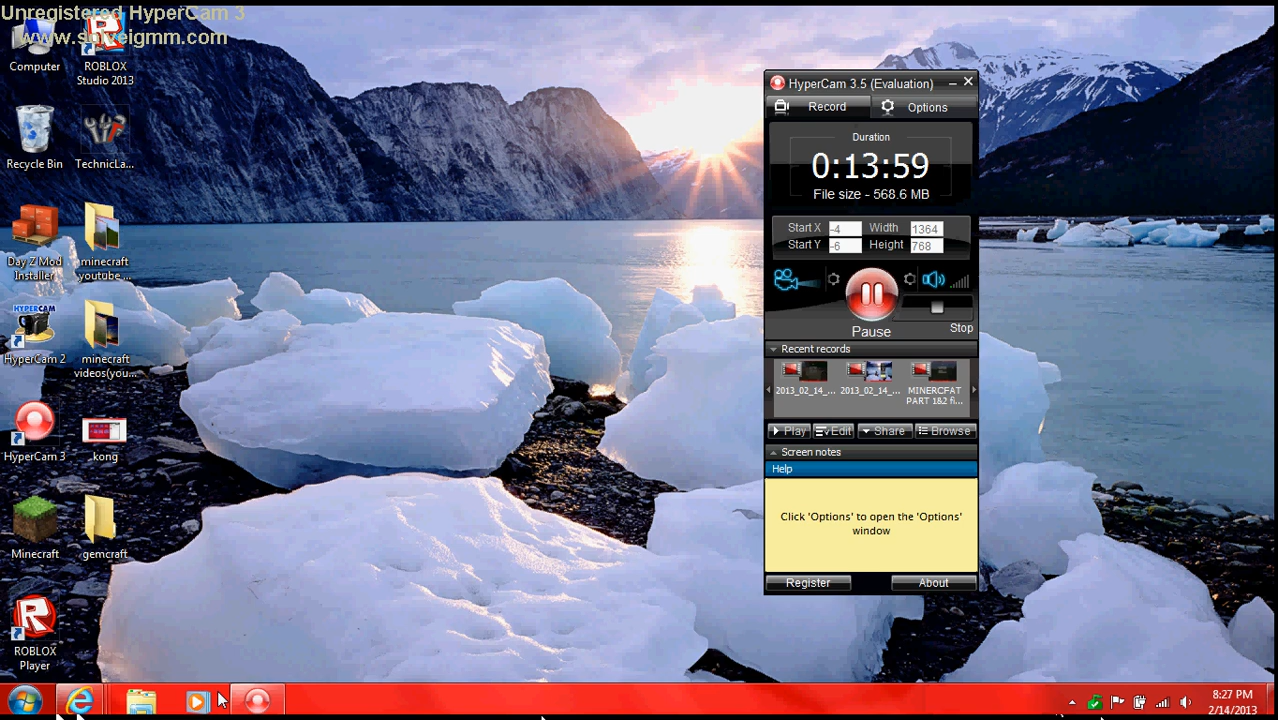 Unregistered HyperCam 3
www.solveigmm.com
Computer
ROBLOX
Studio 2013
Recycle Bin
TechnicLa...
Day Z Mod
Installer
minecraft
youtube ...
HyperCam 2
minecraft
videos(you...
HyperCam 3
kong
Minecraft
gemcraft
ROBLOX
Player
HyperCam 3.5 (Evaluation)
Record
Options
Duration
0:13:59
File size - 568.6 MB
Start X -4 Width 1364
Start Y -6 Height 768
Pause
Stop
Recent records
2013_02_14_... 2013_02_14_... MINERCFAT
PART 1&2 fi...
Play Edit Share Browse
Screen notes
Help
Click 'Options' to open the 'Options'
window
Register
About
8:27 PM
2/14/2013